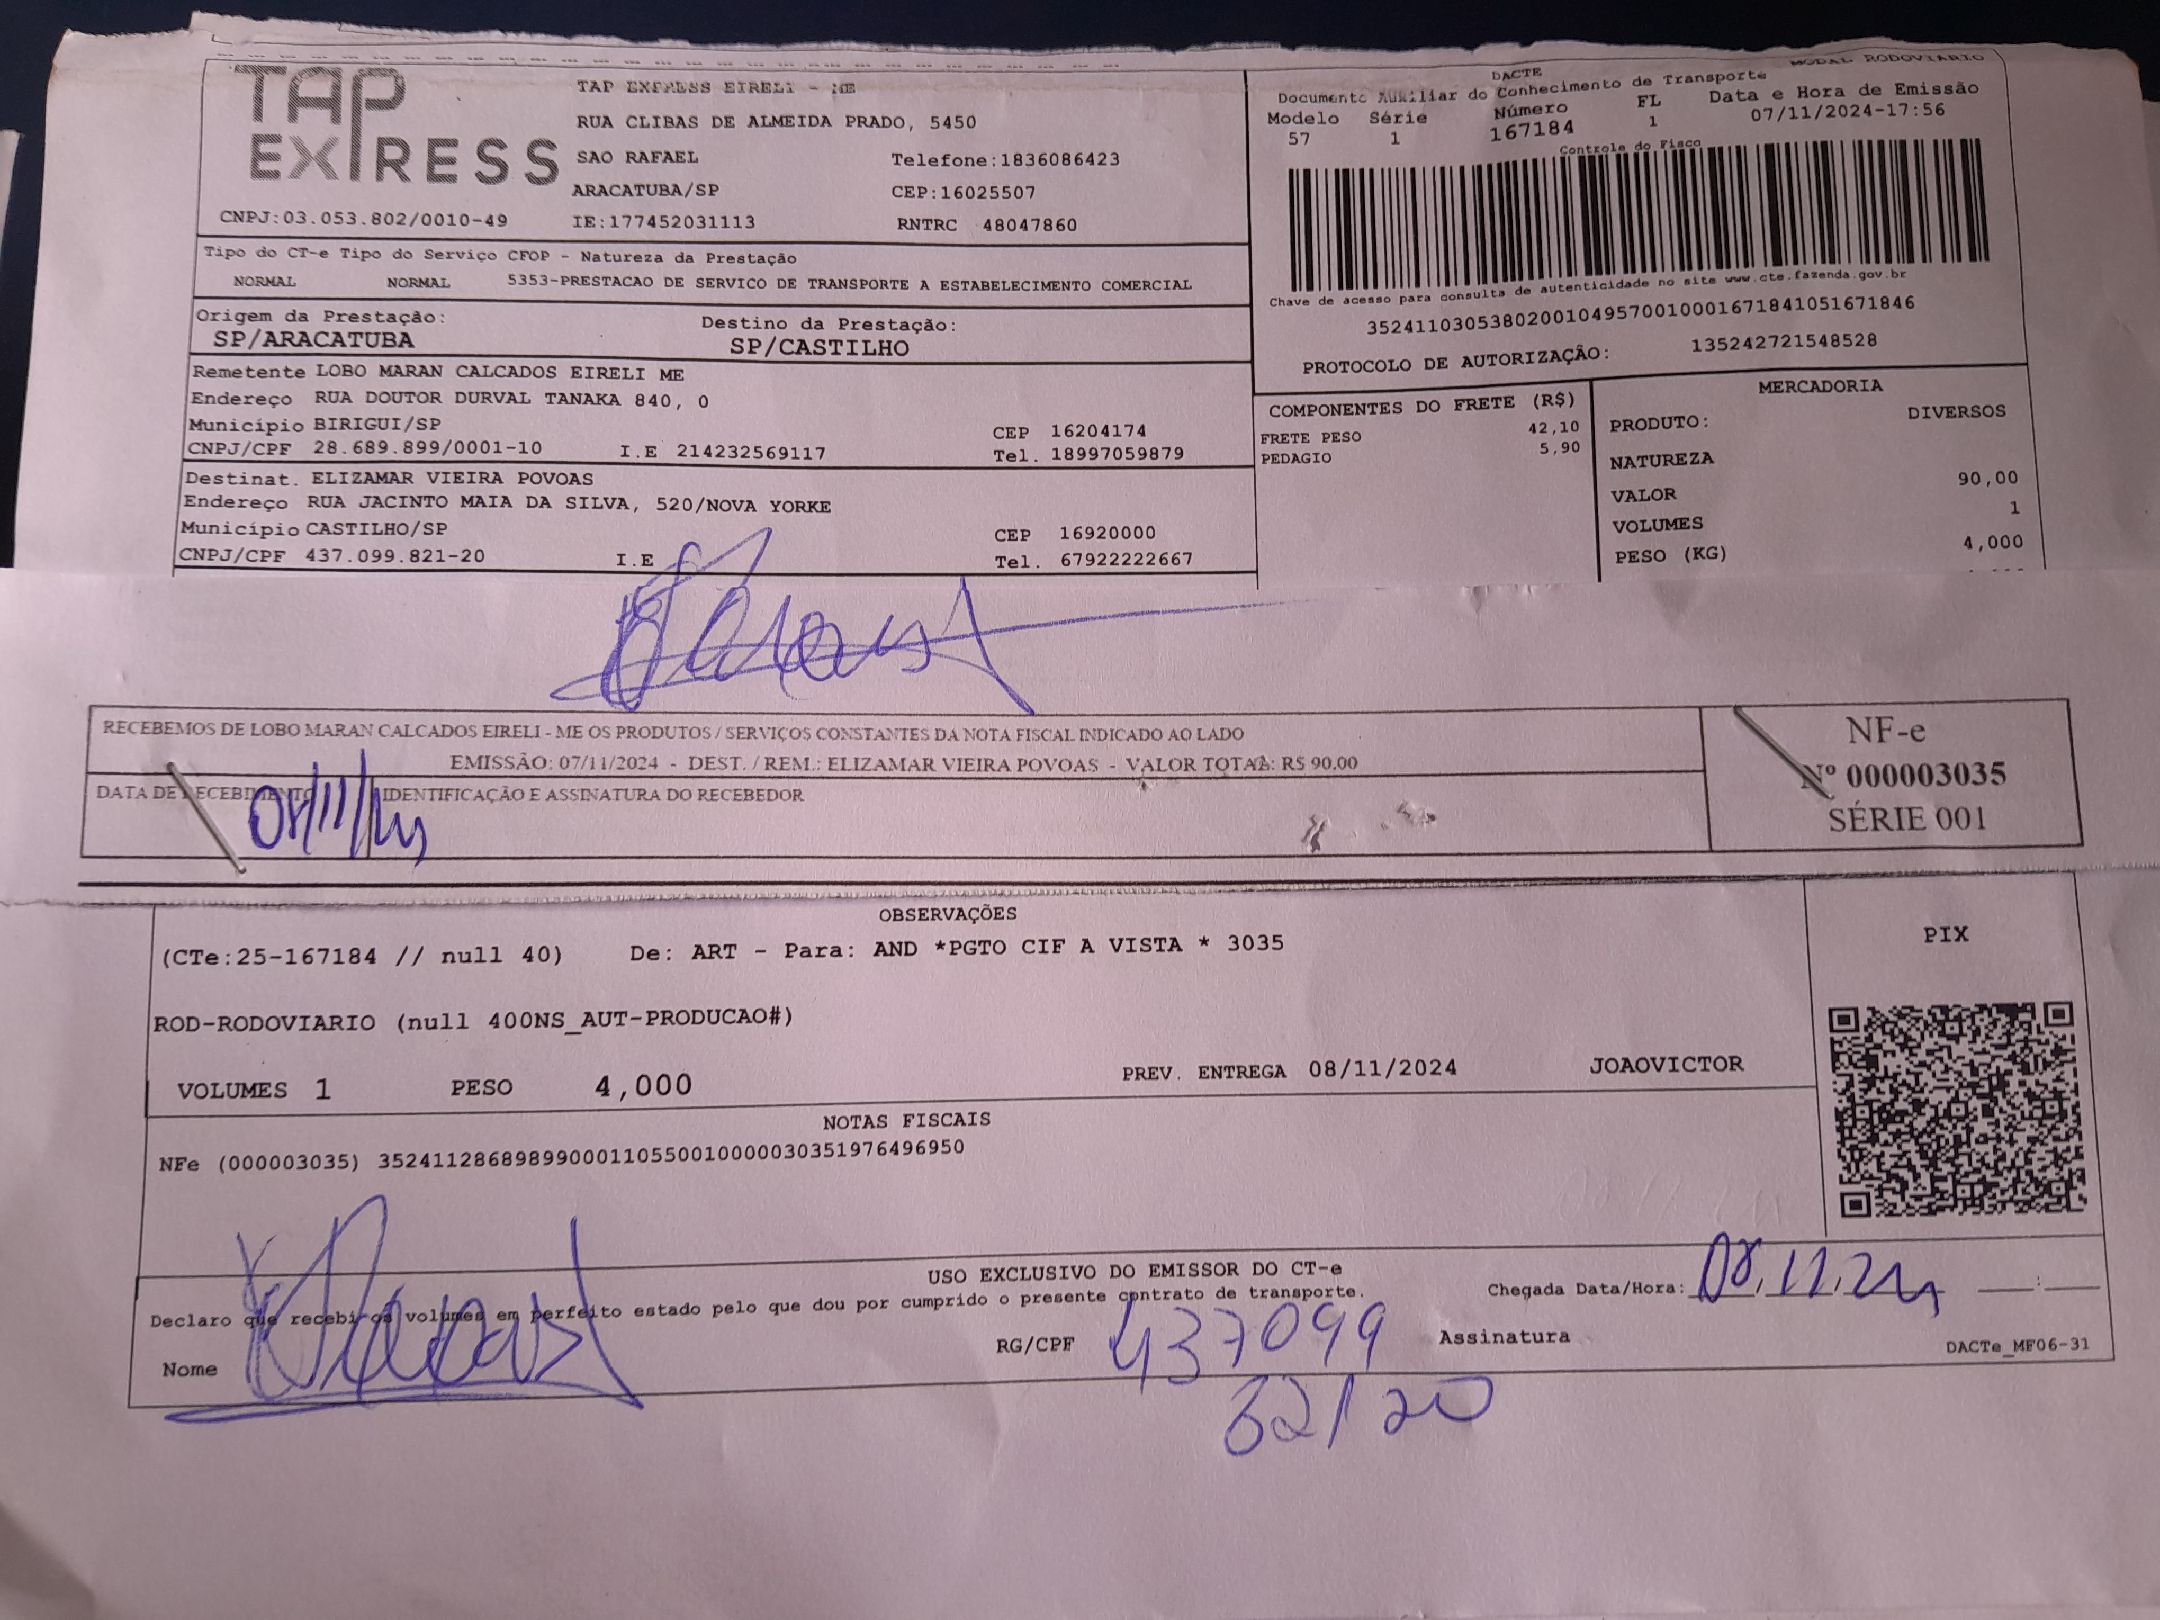 TAP
EXPRESS
TAP EXPRESS EIRELI - ME
RUA CLIBAS DE ALMEIDA PRADO, 5450
SAO RAFAEL Telefone:1836086423
ARACATUBA/SP CEP:16025507
CNPJ:03.053.802/0010-49 IE:177452031113 RNTRC 48047860
MODAL RODOVIARIO
DACTE
Documento Auxiliar do Conhecimento de Transporte
Modelo Série Número FL Data e Hora de Emissão
57 1 167184 1 07/11/2024-17:56
Controle do Fisco
Chave de acesso para consulta de autenticidade no site www.cte.fazenda.gov.br
35241103053802001049570010001671841051671846
PROTOCOLO DE AUTORIZAÇÃO: 135242721548528
Tipo do CT-e Tipo do Serviço CFOP - Natureza da Prestação
NORMAL NORMAL 5353-PRESTACAO DE SERVICO DE TRANSPORTE A ESTABELECIMENTO COMERCIAL
Origem da Prestação: Destino da Prestação:
SP/ARACATUBA SP/CASTILHO
Remetente LOBO MARAN CALCADOS EIRELI ME
Endereço RUA DOUTOR DURVAL TANAKA 840, 0
Município BIRIGUI/SP CEP 16204174
CNPJ/CPF 28.689.899/0001-10 I.E 214232569117 Tel. 18997059879
Destinat. ELIZAMAR VIEIRA POVOAS
Endereço RUA JACINTO MAIA DA SILVA, 520/NOVA YORKE
Município CASTILHO/SP CEP 16920000
CNPJ/CPF 437.099.821-20 I.E Tel. 67922222667
COMPONENTES DO FRETE (R$)
FRETE PESO 42,10
PEDAGIO 5,90
MERCADORIA
PRODUTO: DIVERSOS
NATUREZA
VALOR 90,00
VOLUMES 1
PESO (KG) 4,000
RECEBEMOS DE LOBO MARAN CALCADOS EIRELI - ME OS PRODUTOS / SERVIÇOS CONSTANTES DA NOTA FISCAL INDICADO AO LADO
EMISSÃO: 07/11/2024 - DEST. / REM.: ELIZAMAR VIEIRA POVOAS - VALOR TOTAL: R$ 90,00
DATA DE RECEBIMENTO IDENTIFICAÇÃO E ASSINATURA DO RECEBEDOR
08/11/24
NF-e
Nº 000003035
SÉRIE 001
OBSERVAÇÕES
(CTe:25-167184 // null 40) De: ART - Para: AND *PGTO CIF A VISTA * 3035
ROD-RODOVIARIO (null 400NS_AUT-PRODUCAO#)
VOLUMES 1 PESO 4,000 PREV. ENTREGA 08/11/2024 JOAOVICTOR
PIX
NOTAS FISCAIS
NFe (000003035) 35241128689899000110550010000030351976496950
USO EXCLUSIVO DO EMISSOR DO CT-e
Declaro que recebi os volumes em perfeito estado pelo que dou por cumprido o presente contrato de transporte.
Chegada Data/Hora: 08.11.24 :
Nome RG/CPF 437099 Assinatura
82/20
DACTe_MF06-31